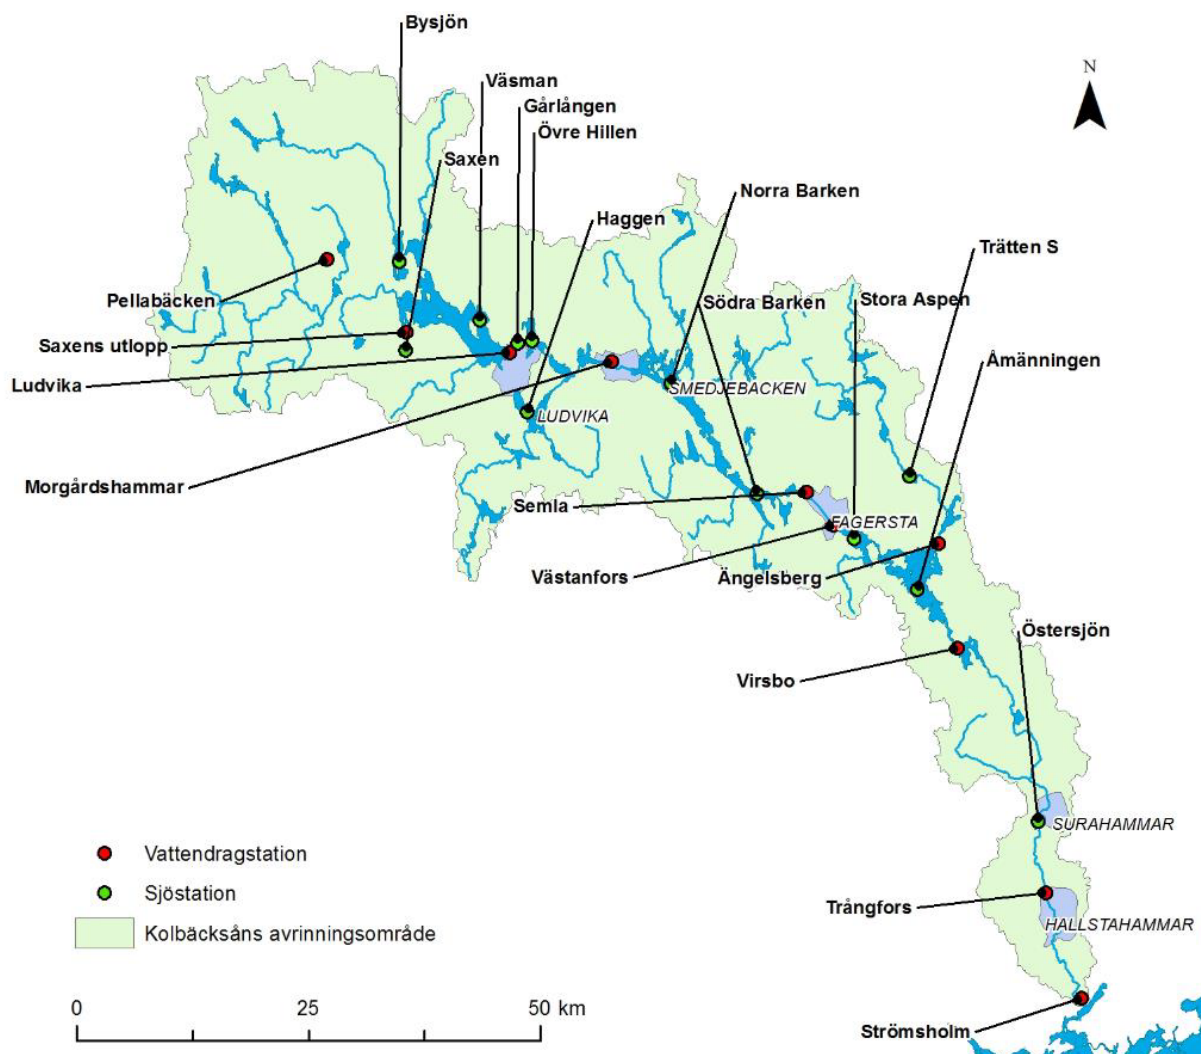 Bysjön
N
Väsman
Gårlången
Övre Hillen
Saxen
Norra Barken
Haggen
Trätten S
Pellabäcken
Södra Barken
Stora Aspen
Saxens utlopp
Åmänningen
Ludvika
SMEDJEBACKEN
LUDVIKA
Morgårdshammar
Semla
FAGERSTA
Västanfors
Ängelsberg
Östersjön
Virsbo
SURAHAMMAR
Vattendragstation
Sjöstation
Trångfors
HALLSTAHAMMAR
Kolbäcksåns avrinningsområde
0 25 50 km
Strömsholm